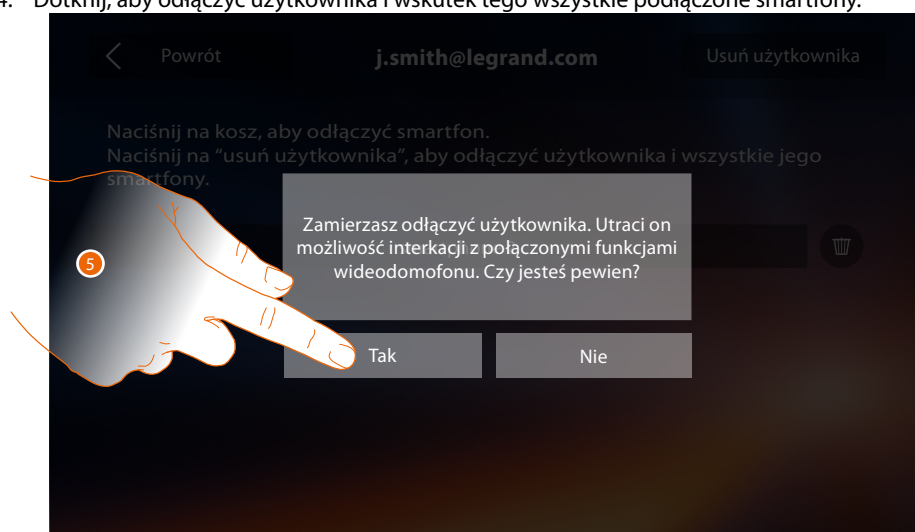 4. Dotknij, aby odłączyć użytkownika i wskutek tego wszystkie podłączone smartfony.
Powrót j.smith@legrand.com Usuń użytkownika
Naciśnij na kosz, aby odłączyć smartfon.
Naciśnij na “usuń użytkownika”, aby odłączyć użytkownika i wszystkie jego
smartfony.
Zamierzasz odłączyć użytkownika. Utraci on
możliwość interkacji z połączonymi funkcjami
wideodomofonu. Czy jesteś pewien?
5
Tak Nie